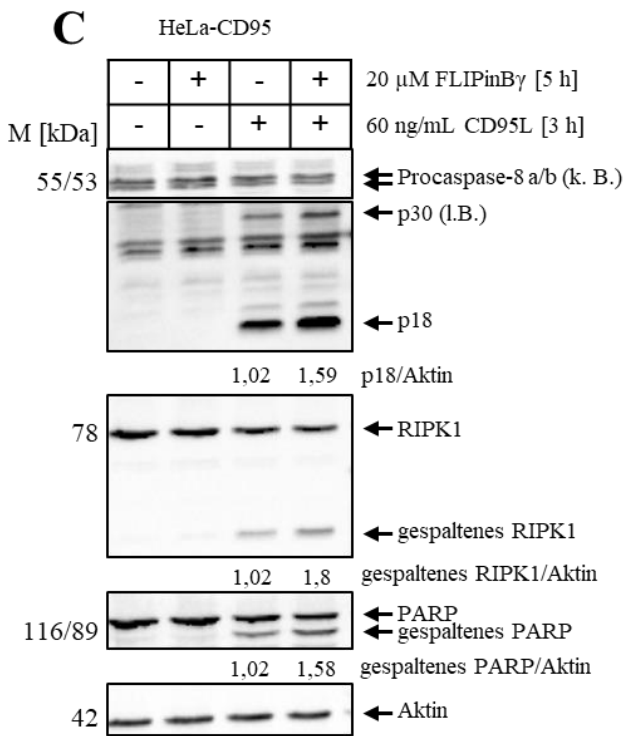 C
HeLa-CD95
- + - + 20 µM FLIPinBγ [5 h]
- - + + 60 ng/mL CD95L [3 h]
M [kDa]
55/53 Procaspase-8 a/b (k. B.)
p30 (l.B.)
p18
1,02 1,59 p18/Aktin
78 RIPK1
gespaltenes RIPK1
1,02 1,8 gespaltenes RIPK1/Aktin
PARP
116/89 gespaltenes PARP
1,02 1,58 gespaltenes PARP/Aktin
42 Aktin